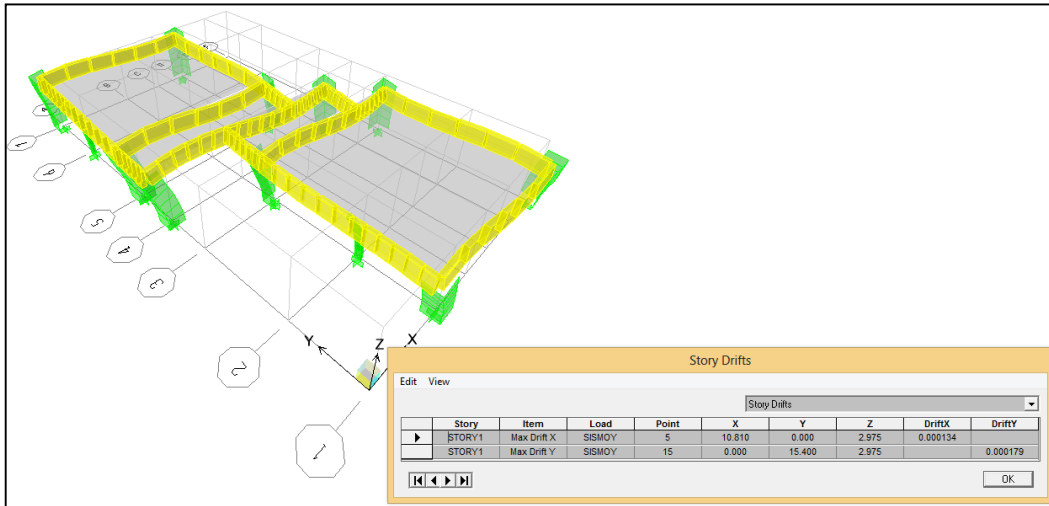 Y
Z
X
2
1
Story Drifts
Edit View
Story Drifts
Story Item Load Point X Y Z DriftX DriftY
STORY1 Max Drift X SISMOY 5 10.810 0.000 2.975 0.000134
STORY1 Max Drift Y SISMOY 15 0.000 15.400 2.975 0.000179
OK